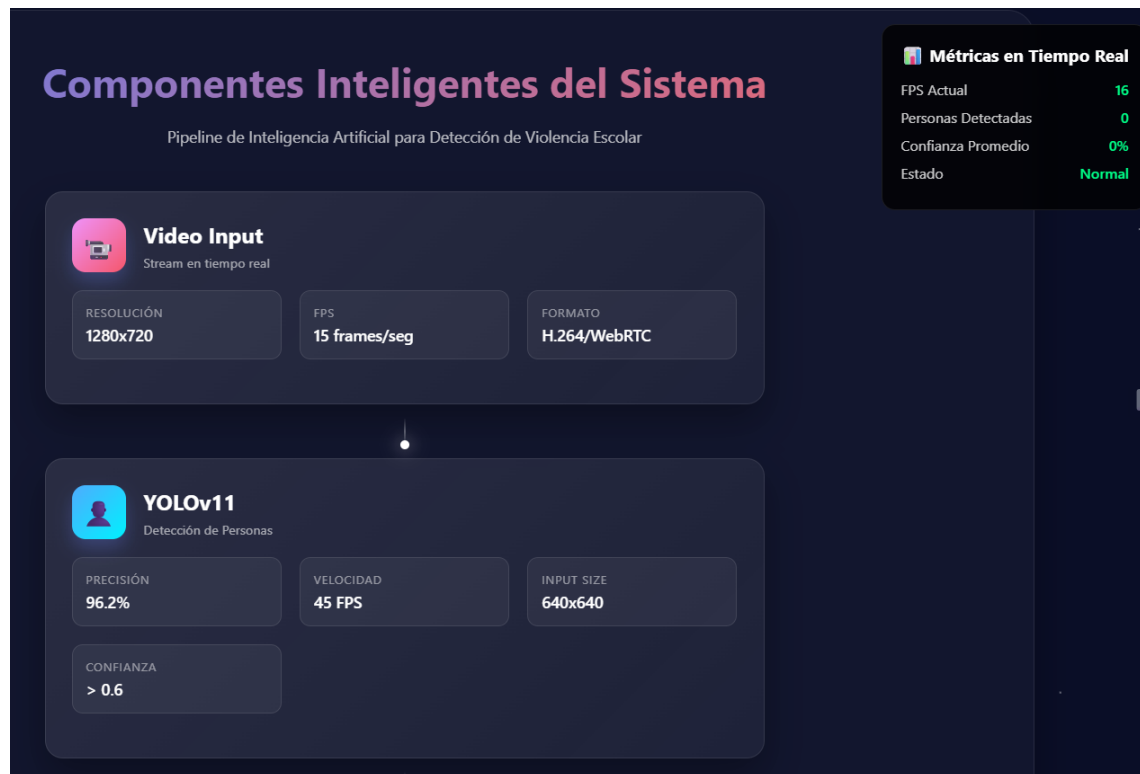 Componentes Inteligentes del Sistema
Pipeline de Inteligencia Artificial para Detección de Violencia Escolar
Métricas en Tiempo Real
FPS Actual 16
Personas Detectadas 0
Confianza Promedio 0%
Estado Normal
Video Input
Stream en tiempo real
RESOLUCIÓN
1280x720
FPS
15 frames/seg
FORMATO
H.264/WebRTC
YOLOv11
Detección de Personas
PRECISIÓN
96.2%
VELOCIDAD
45 FPS
INPUT SIZE
640x640
CONFIANZA
> 0.6